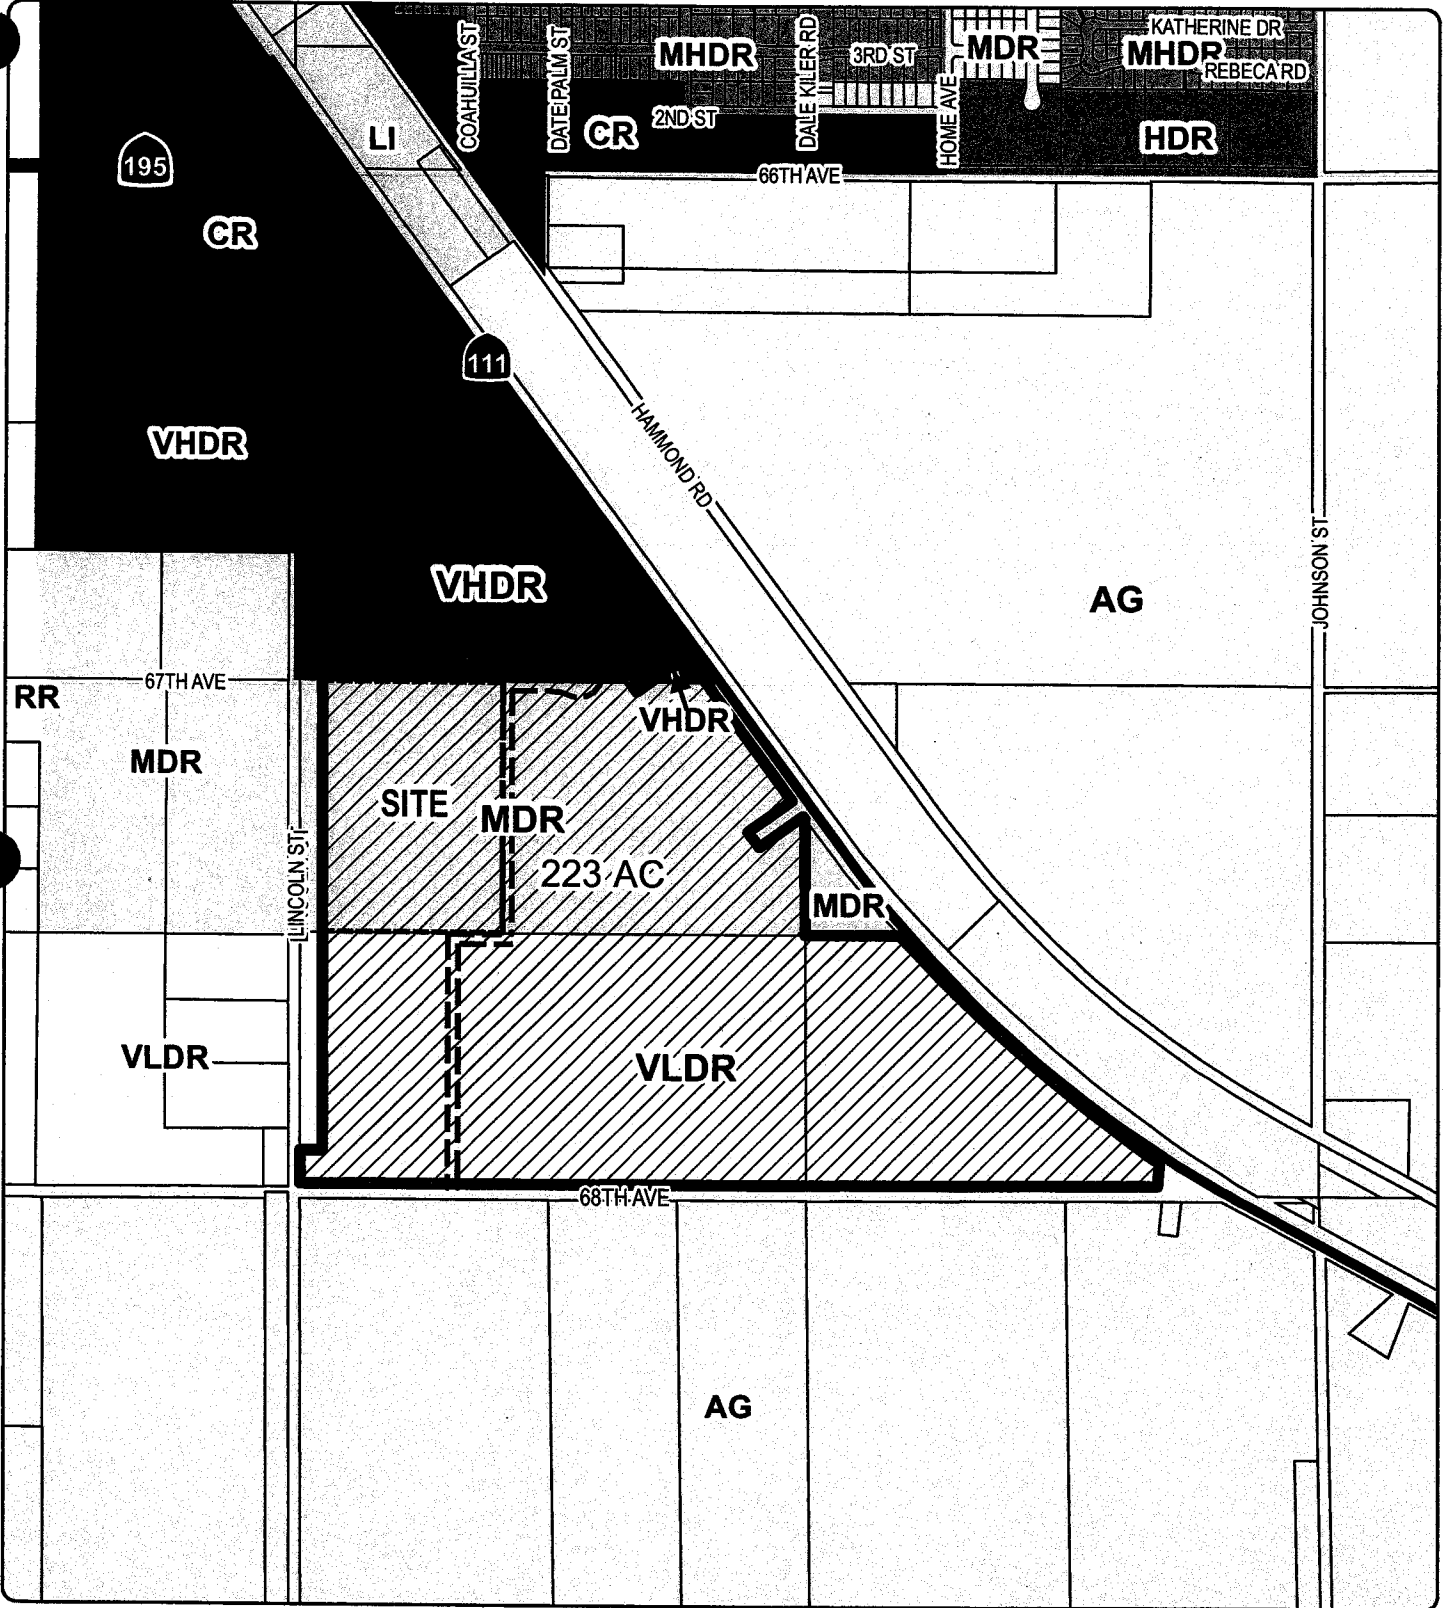 KATHERINE DR
COAHUILLA ST
DATE PALM ST
MHDR
DALE KILER RD
3RD ST
MDR
MHDR
REBECA RD
HOME AVE
LI
2ND ST
CR
HDR
195
66TH AVE
CR
111
HAMMOND RD
VHDR
JOHNSON ST
VHDR
AG
67TH AVE
RR
VHDR
MDR
SITE
MDR
223 AC
LINCOLN ST
MDR
VLDR
VLDR
68TH AVE
AG